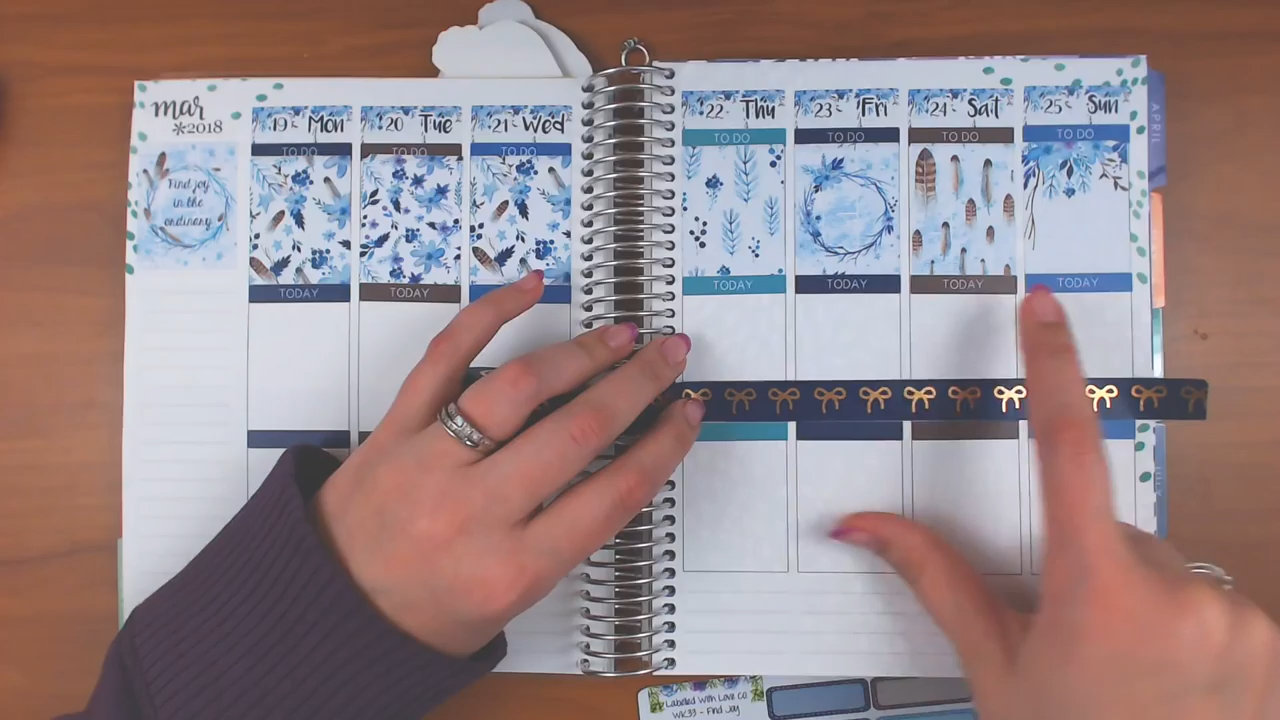 mar
*2018
Find joy
in the
ordinary
19 Mon
20 Tue
21 Wed
22 Thu
23 Fri
24 Sat
25 Sun
TO DO
TO DO
TO DO
TO DO
TO DO
TO DO
TO DO
TODAY
TODAY
TODAY
TODAY
TODAY
TODAY
APRIL
Labeled With Love Co.
WK33 - Find Joy